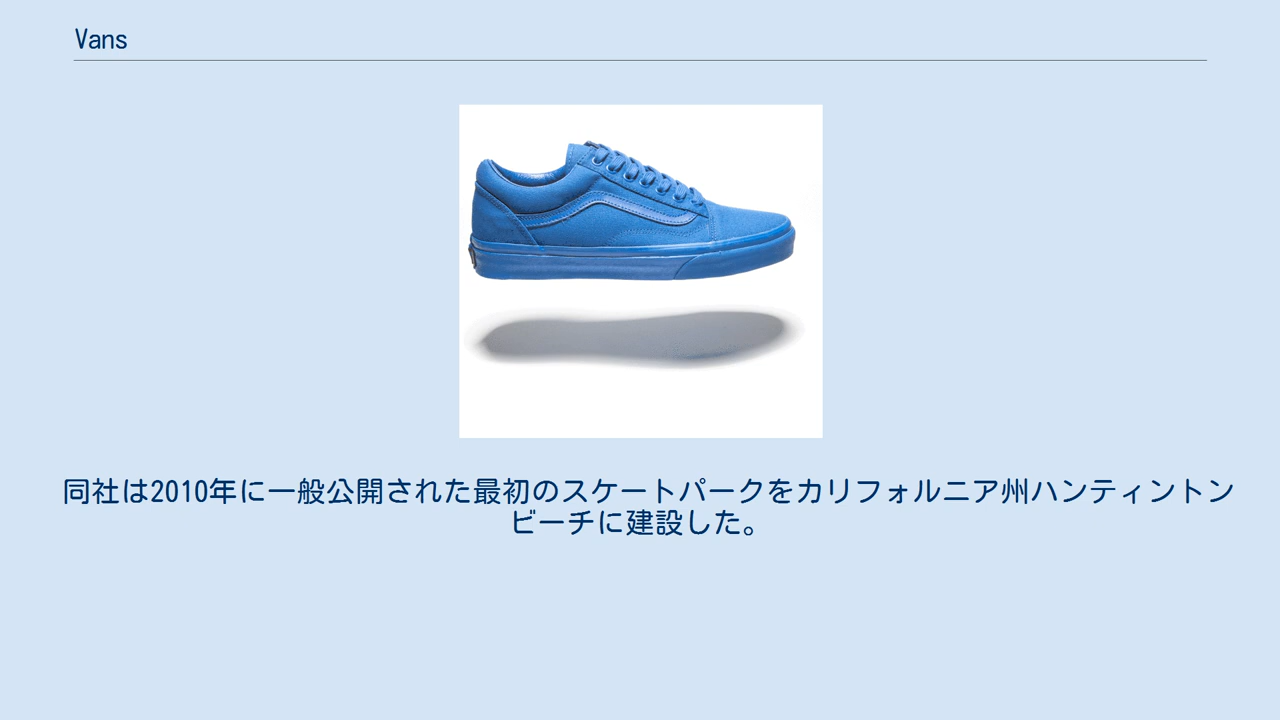 Vans
同社は2010年に一般公開された最初のスケートパークをカリフォルニア州ハンティントン
ビーチに建設した。